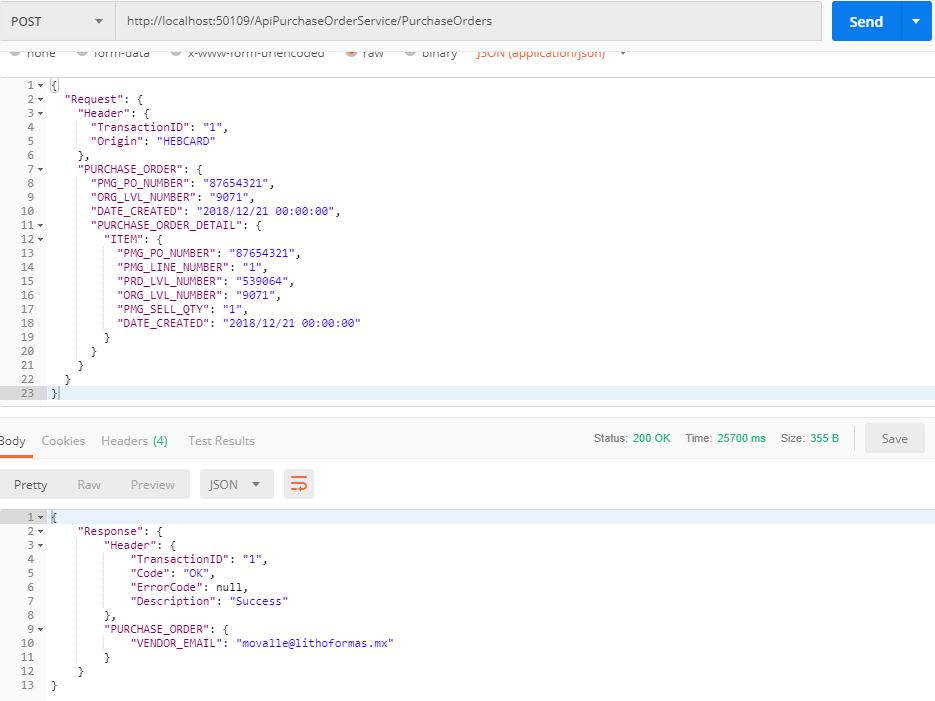 POST http://localhost:50109/ApiPurchaseOrderService/PurchaseOrders Send
none form-data x-www-form-urlencoded raw binary JSON (application/json)
1 {
2 "Request": {
3 "Header": {
4 "TransactionID": "1",
5 "Origin": "HEBCARD"
6 },
7 "PURCHASE_ORDER": {
8 "PMG_PO_NUMBER": "87654321",
9 "ORG_LVL_NUMBER": "9071",
10 "DATE_CREATED": "2018/12/21 00:00:00",
11 "PURCHASE_ORDER_DETAIL": {
12 "ITEM": {
13 "PMG_PO_NUMBER": "87654321",
14 "PMG_LINE_NUMBER": "1",
15 "PRD_LVL_NUMBER": "539064",
16 "ORG_LVL_NUMBER": "9071",
17 "PMG_SELL_QTY": "1",
18 "DATE_CREATED": "2018/12/21 00:00:00"
19 }
20 }
21 }
22 }
23 }
Body Cookies Headers (4) Test Results Status: 200 OK Time: 25700 ms Size: 355 B Save
Pretty Raw Preview JSON
1 {
2 "Response": {
3 "Header": {
4 "TransactionID": "1",
5 "Code": "OK",
6 "ErrorCode": null,
7 "Description": "Success"
8 },
9 "PURCHASE_ORDER": {
10 "VENDOR_EMAIL": "movalle@lithoformas.mx"
11 }
12 }
13 }